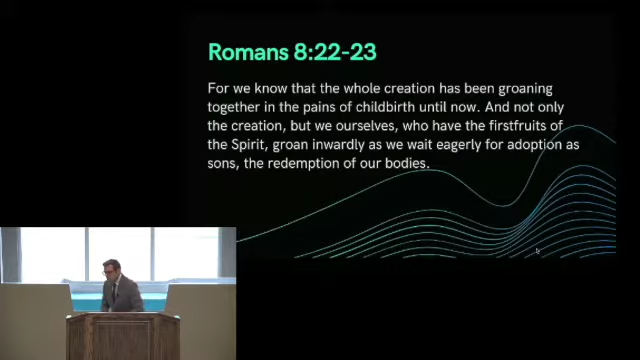 Romans 8:22-23
For we know that the whole creation has been groaning
together in the pains of childbirth until now. And not only
the creation, but we ourselves, who have the firstfruits of
the Spirit, groan inwardly as we wait eagerly for adoption as
sons, the redemption of our bodies.